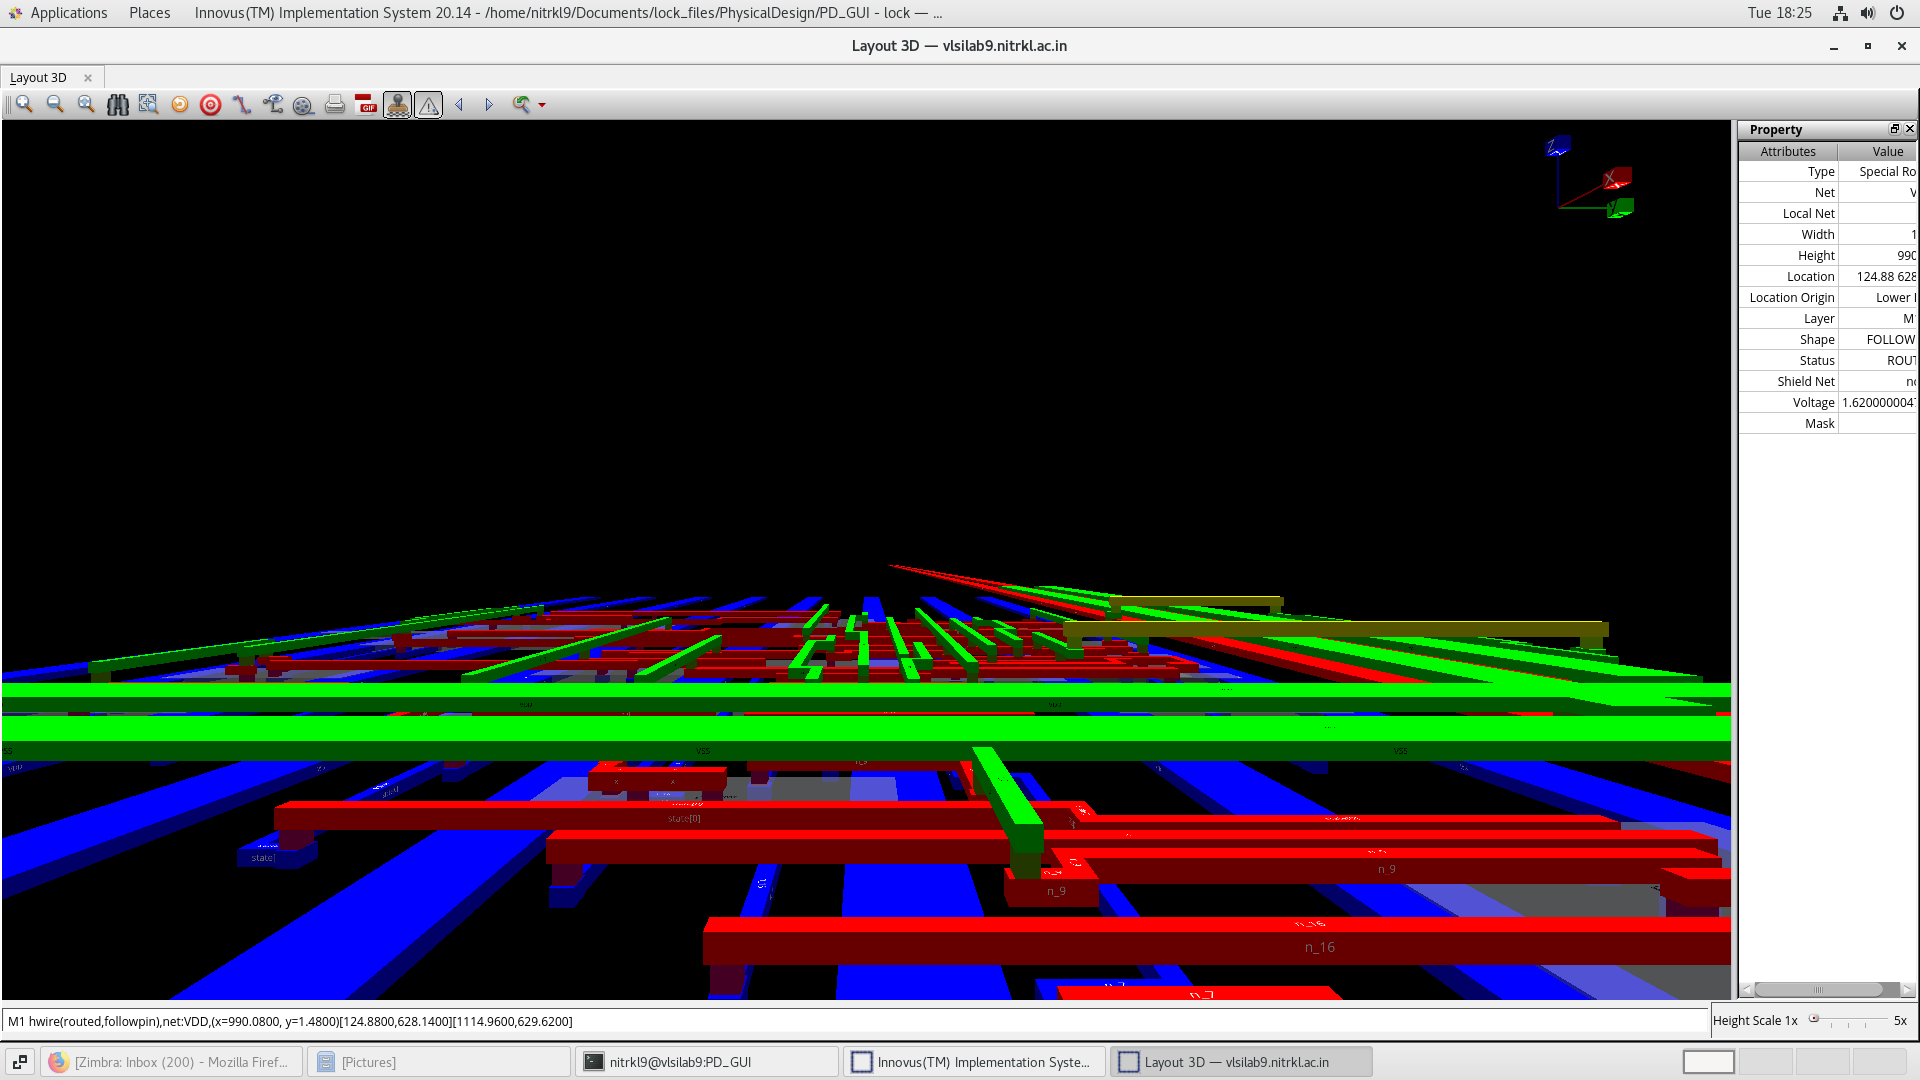 Applications Places Innovus(TM) Implementation System 20.14 - /home/nitrkl9/Documents/lock_files/PhysicalDesign/PD_GUI - lock — ... Tue 18:25
Layout 3D — vlsilab9.nitrkl.ac.in
Layout 3D
GIF
Property
Attributes Value
Type Special Ro
Net V
Local Net
Width 1
Height 990
Location 124.88 628
Location Origin Lower
Layer M
Shape FOLLOW
Status ROUT
Shield Net
Voltage 1.620000004
Mask
Z
X
VDD VDD
VSS VSS
state[0]
state[
n_9
n_9
n_16
n_16
M1 hwire(routed,followpin),net:VDD,(x=990.0800, y=1.4800)[124.8800,628.1400][1114.9600,629.6200]
Height Scale 1x 5x
[Zimbra: Inbox (200) - Mozilla Firef... [Pictures] nitrkl9@vlsilab9:PD_GUI Innovus(TM) Implementation Syste... Layout 3D — vlsilab9.nitrkl.ac.in